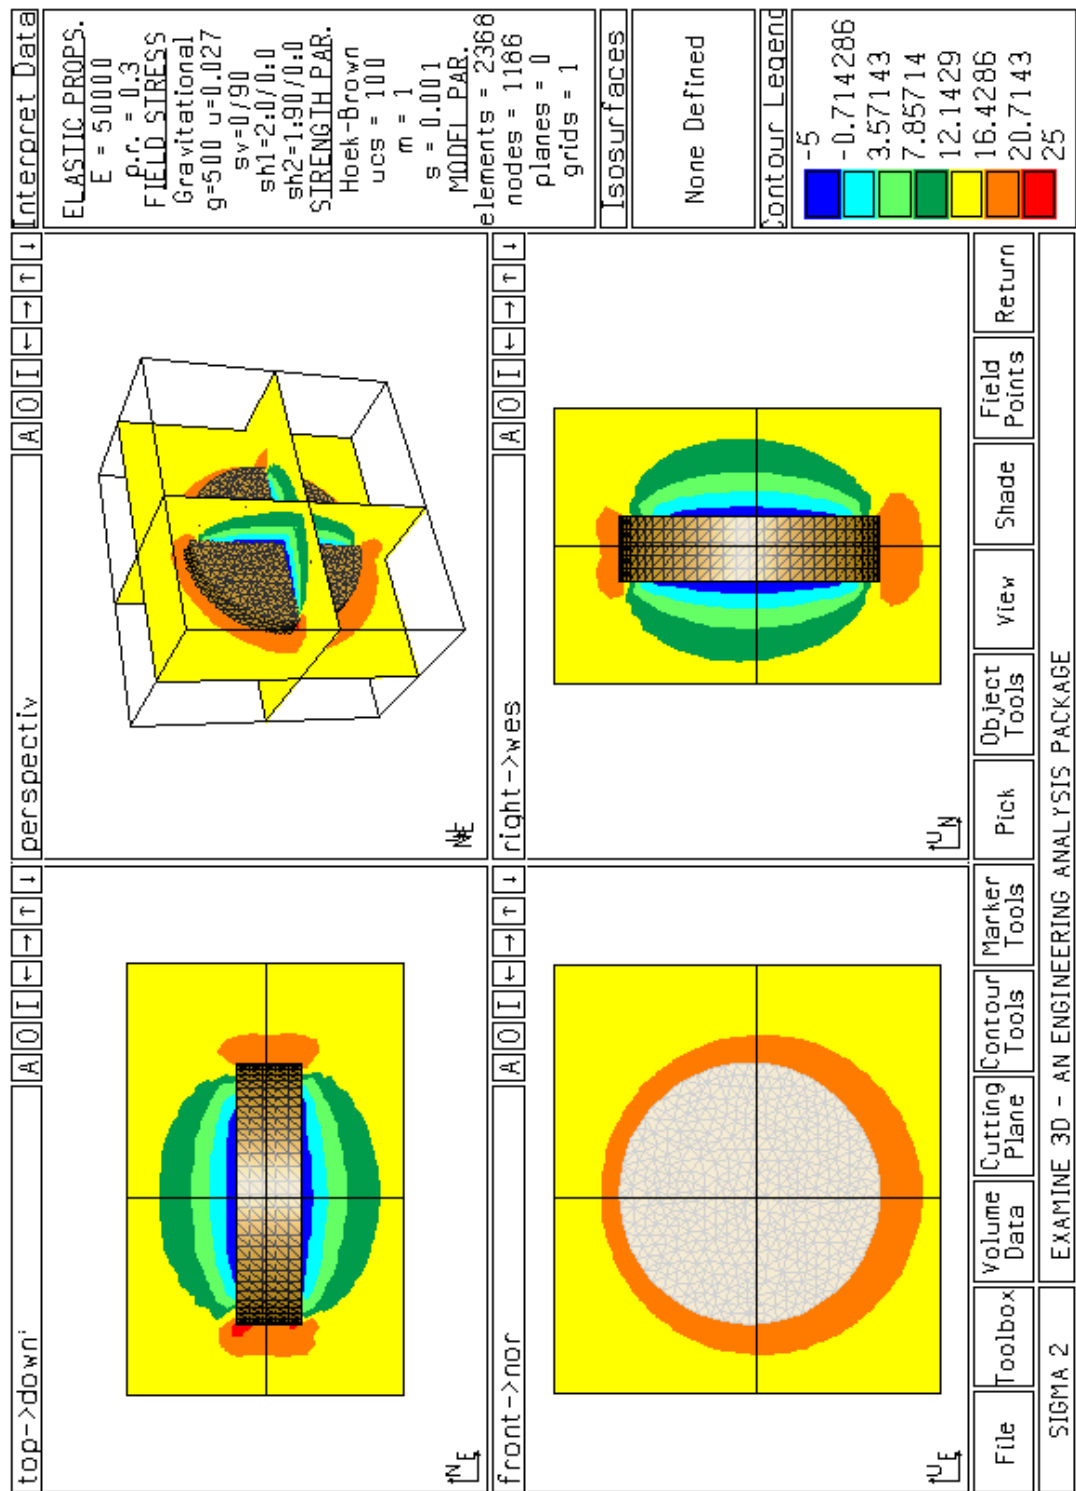 top->down
A O I ← → ↑ ↓
N
E
perspectiv
A O I ← → ↑ ↓
N
E
front->nor
A O I ← → ↑ ↓
U
E
right->wes
A O I ← → ↑ ↓
U
N
Interpret Data
ELASTIC PROPS.
E = 50000
p.r. = 0.3
FIELD STRESS
Gravitational
g=500 u=0.027
sv=0/90
sh1=2:0/0:0
sh2=1:90/0:0
STRENGTH PAR.
Hoek-Brown
ucs = 100
m = 1
s = 0.001
MODEL PAR.
elements = 2368
nodes = 1186
planes = 0
grids = 1
Isosurfaces
None Defined
Contour Legend
-5
-0.714286
3.57143
7.85714
12.1429
16.4286
20.7143
25
File
Toolbox
Volume Data
Cutting Plane
Contour Tools
Marker Tools
Pick
Object Tools
View
Shade
Field Points
Return
SIGMA 2
EXAMINE 3D - AN ENGINEERING ANALYSIS PACKAGE